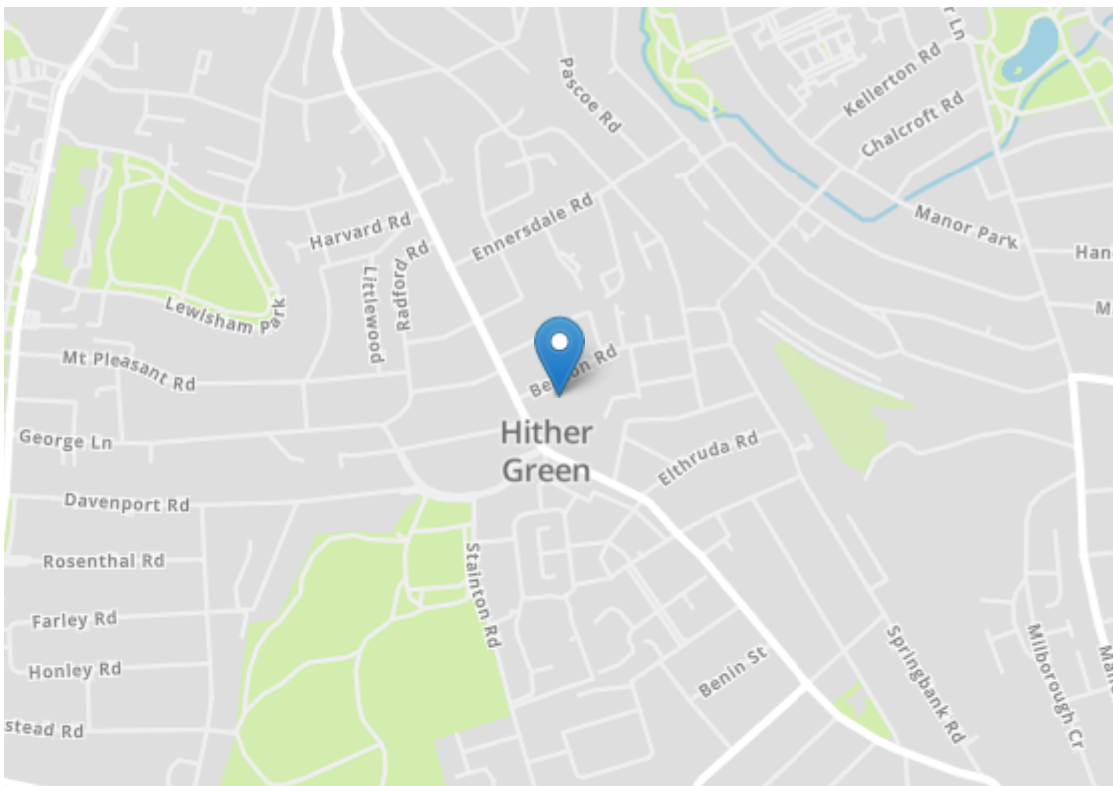 r Ln
Pascoe Rd
Kellerton Rd
Chalcroft Rd
Harvard Rd
Ennersdale Rd
Manor Park
Radford Rd
Littlewood
Lewisham Park
Mt Pleasant Rd
Hither
Green
George Ln
Elthruda Rd
Davenport Rd
Rosenthal Rd
Stainton Rd
Farley Rd
Honley Rd
Benin St
Springbank Rd
Milborough Cr
stead Rd